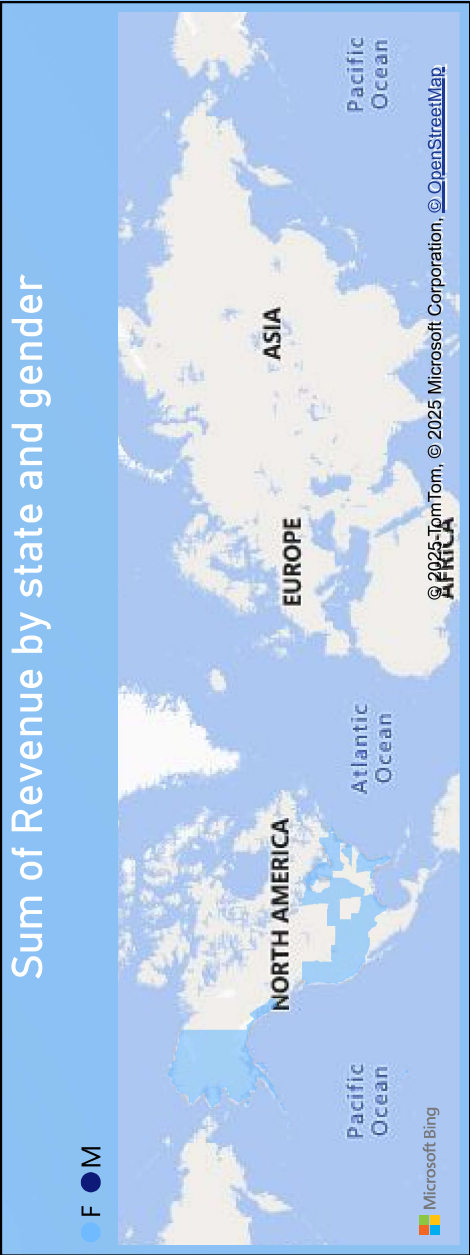 Sum of Revenue by state and gender
F M
NORTH AMERICA
EUROPE
ASIA
AFRICA
Pacific
Ocean
Atlantic
Ocean
Pacific
Ocean
Microsoft Bing
© 2025 TomTom, © 2025 Microsoft Corporation, © OpenStreetMap